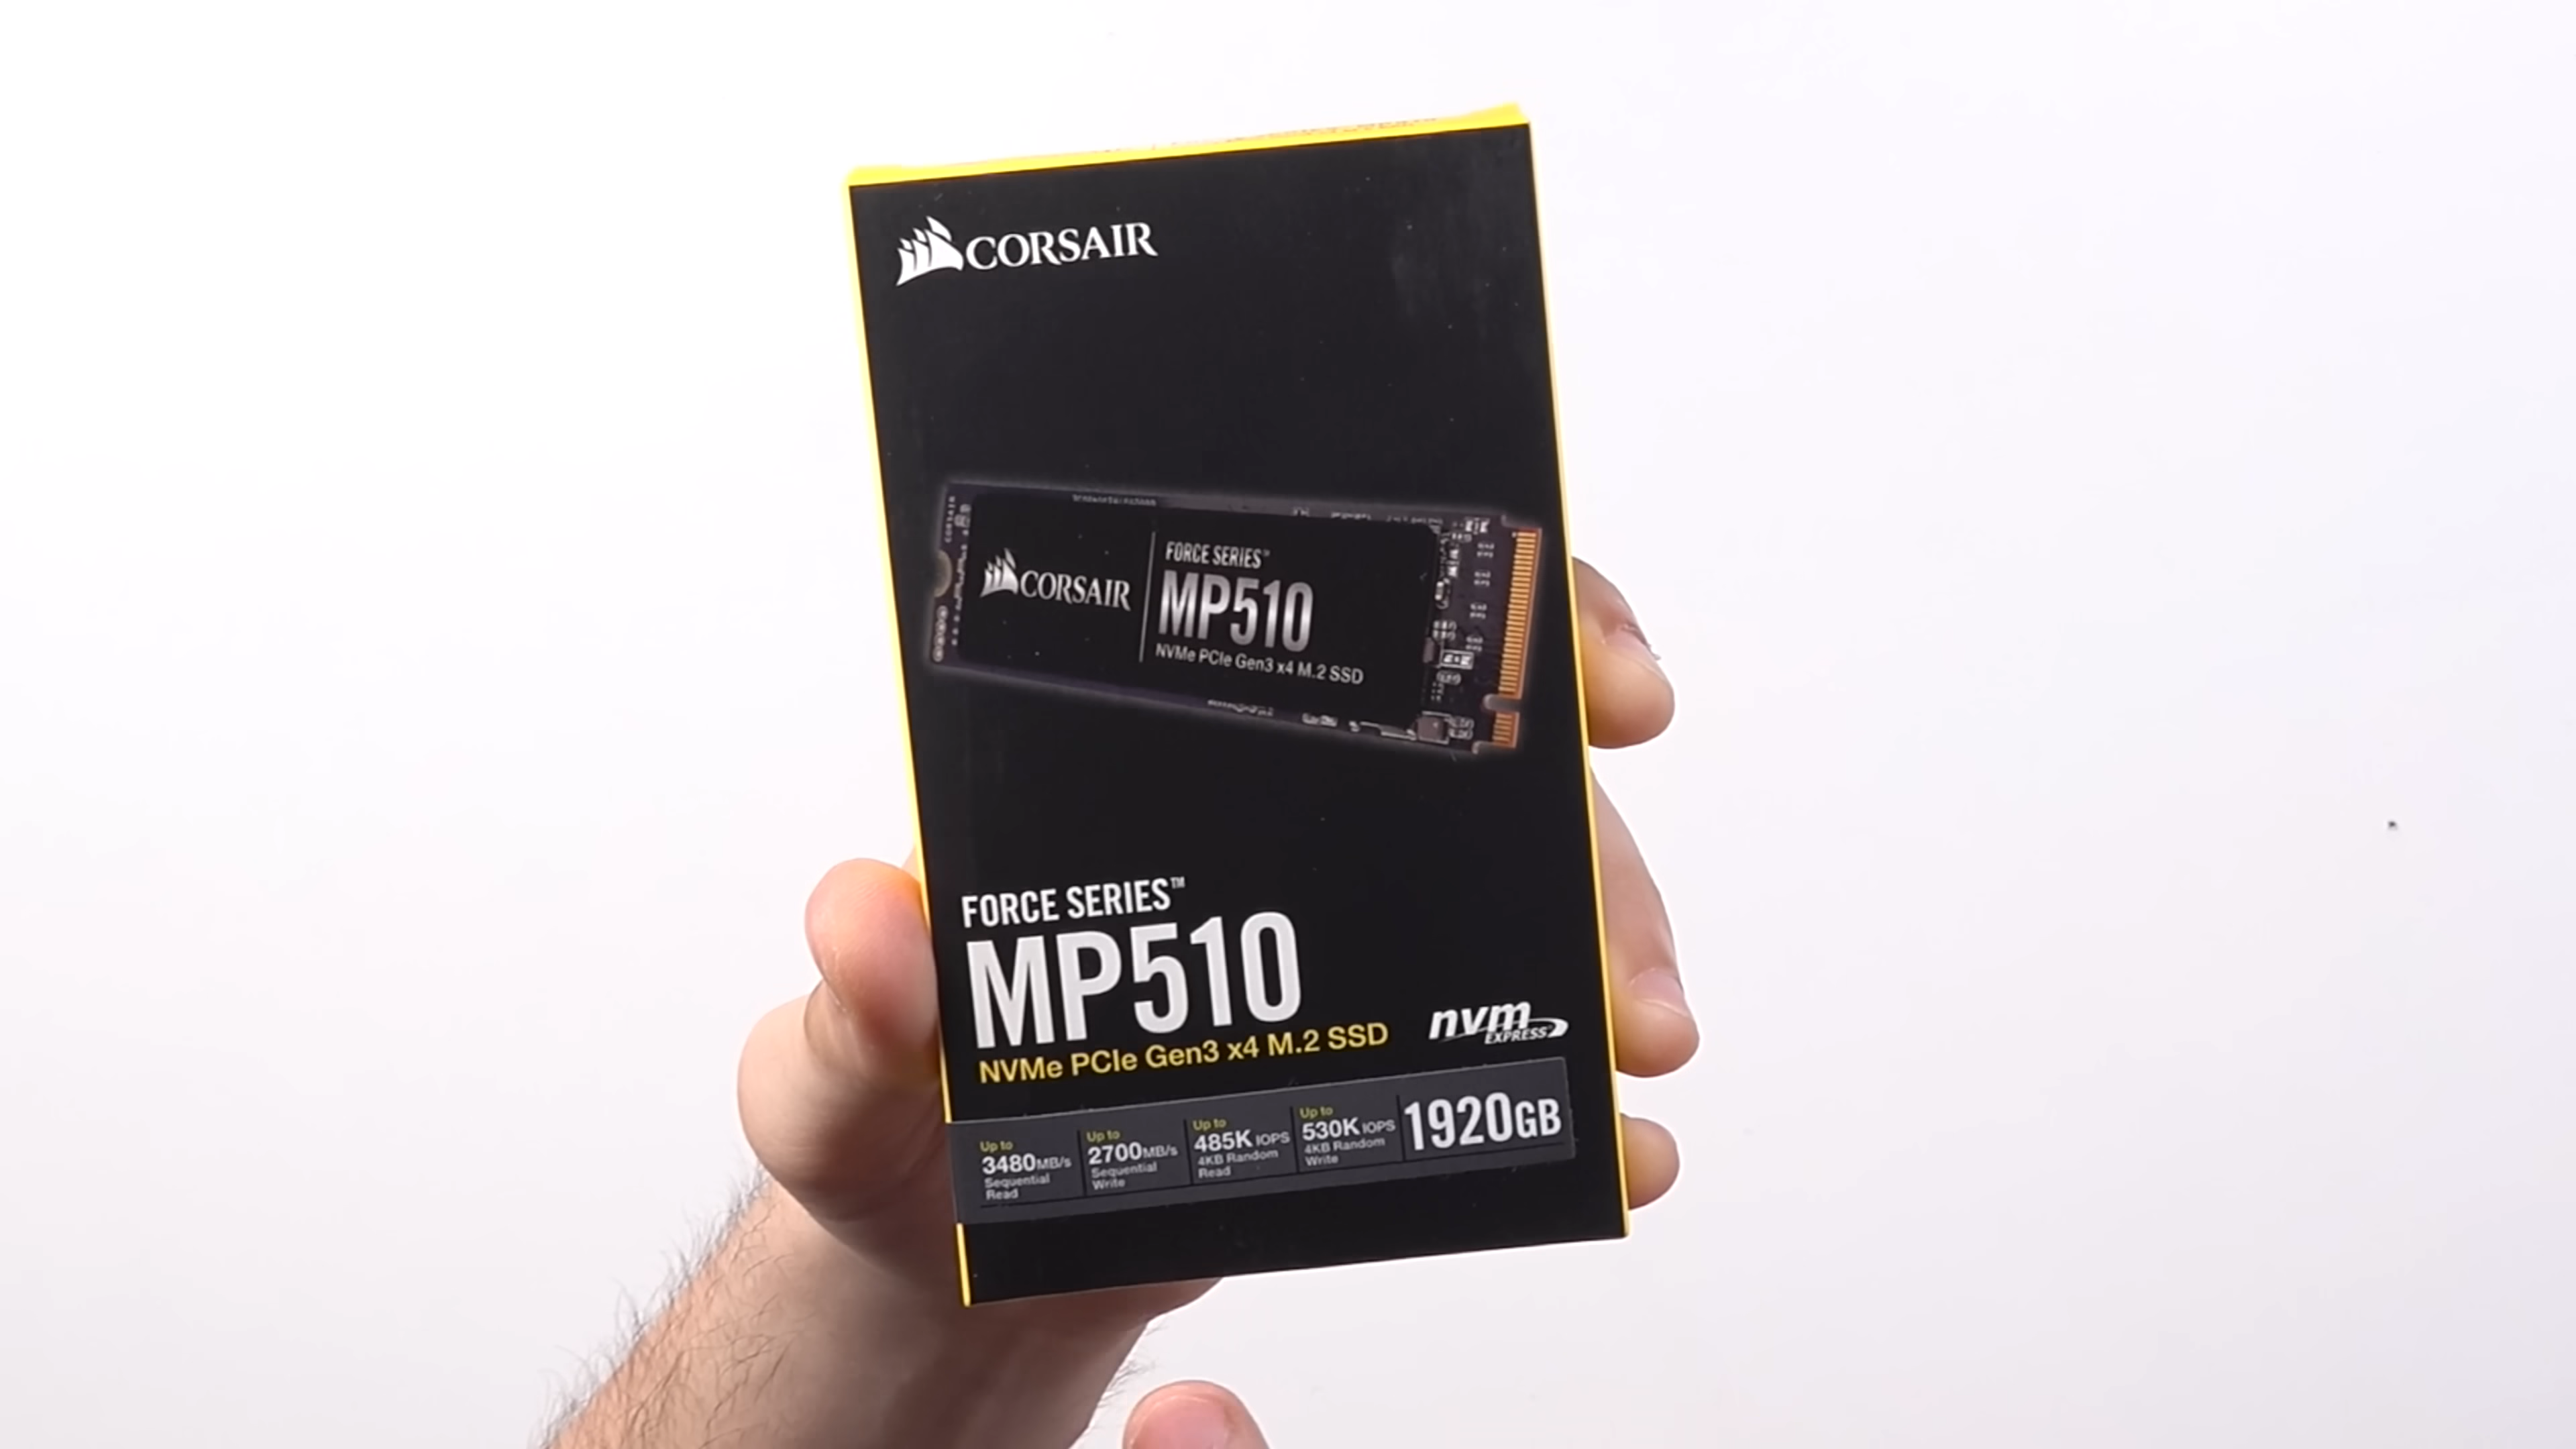 CORSAIR
CORSAIR
FORCE SERIES™
MP510
NVMe PCIe Gen3 x4 M.2 SSD
FORCE SERIES™
MP510
NVMe PCIe Gen3 x4 M.2 SSD
nvm
EXPRESS
Up to
3480MB/s
Sequential
Read
Up to
2700MB/s
Sequential
Write
Up to
485K IOPS
4KB Random
Read
Up to
530K IOPS
4KB Random
Write
1920GB